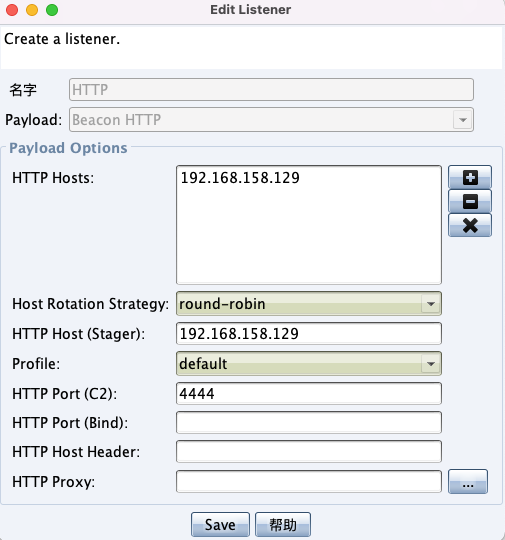 Edit Listener
Create a listener.
名字 HTTP
Payload: Beacon HTTP
Payload Options
HTTP Hosts: 192.168.158.129
Host Rotation Strategy: round-robin
HTTP Host (Stager): 192.168.158.129
Profile: default
HTTP Port (C2): 4444
HTTP Port (Bind):
HTTP Host Header:
HTTP Proxy: ...
Save 帮助